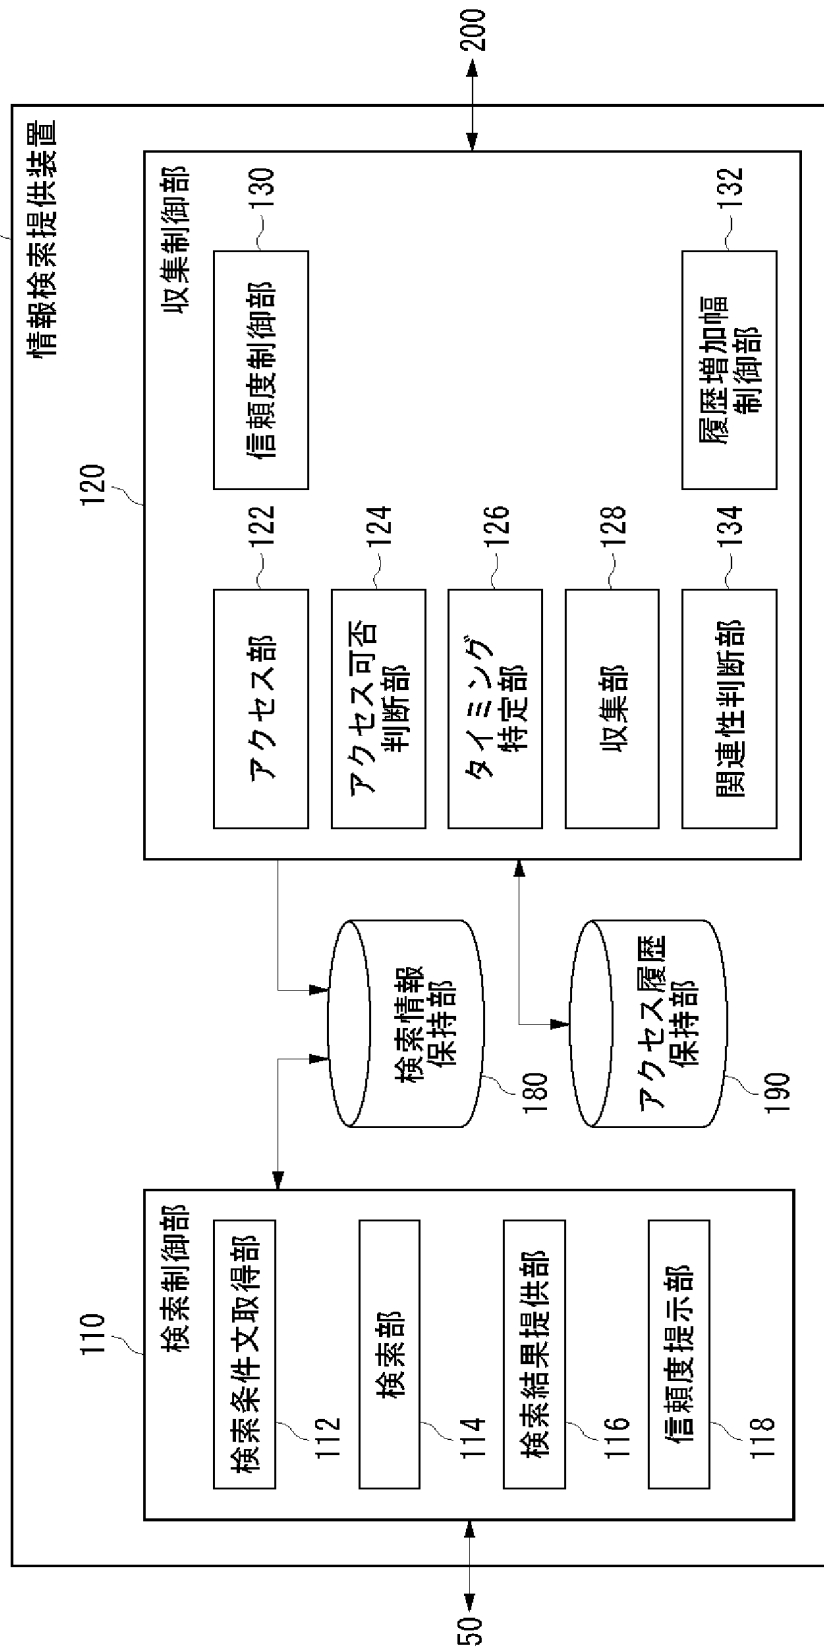 情報検索提供装置
110
検索制御部
検索条件文取得部
112
検索部
114
検索結果提供部
116
信頼度提示部
118
50
検索情報
保持部
180
アクセス履歴
保持部
190
120
収集制御部
アクセス部
122
信頼度制御部
130
アクセス可否
判断部
124
タイミング
特定部
126
収集部
128
関連性判断部
134
履歴増加幅
制御部
132
200